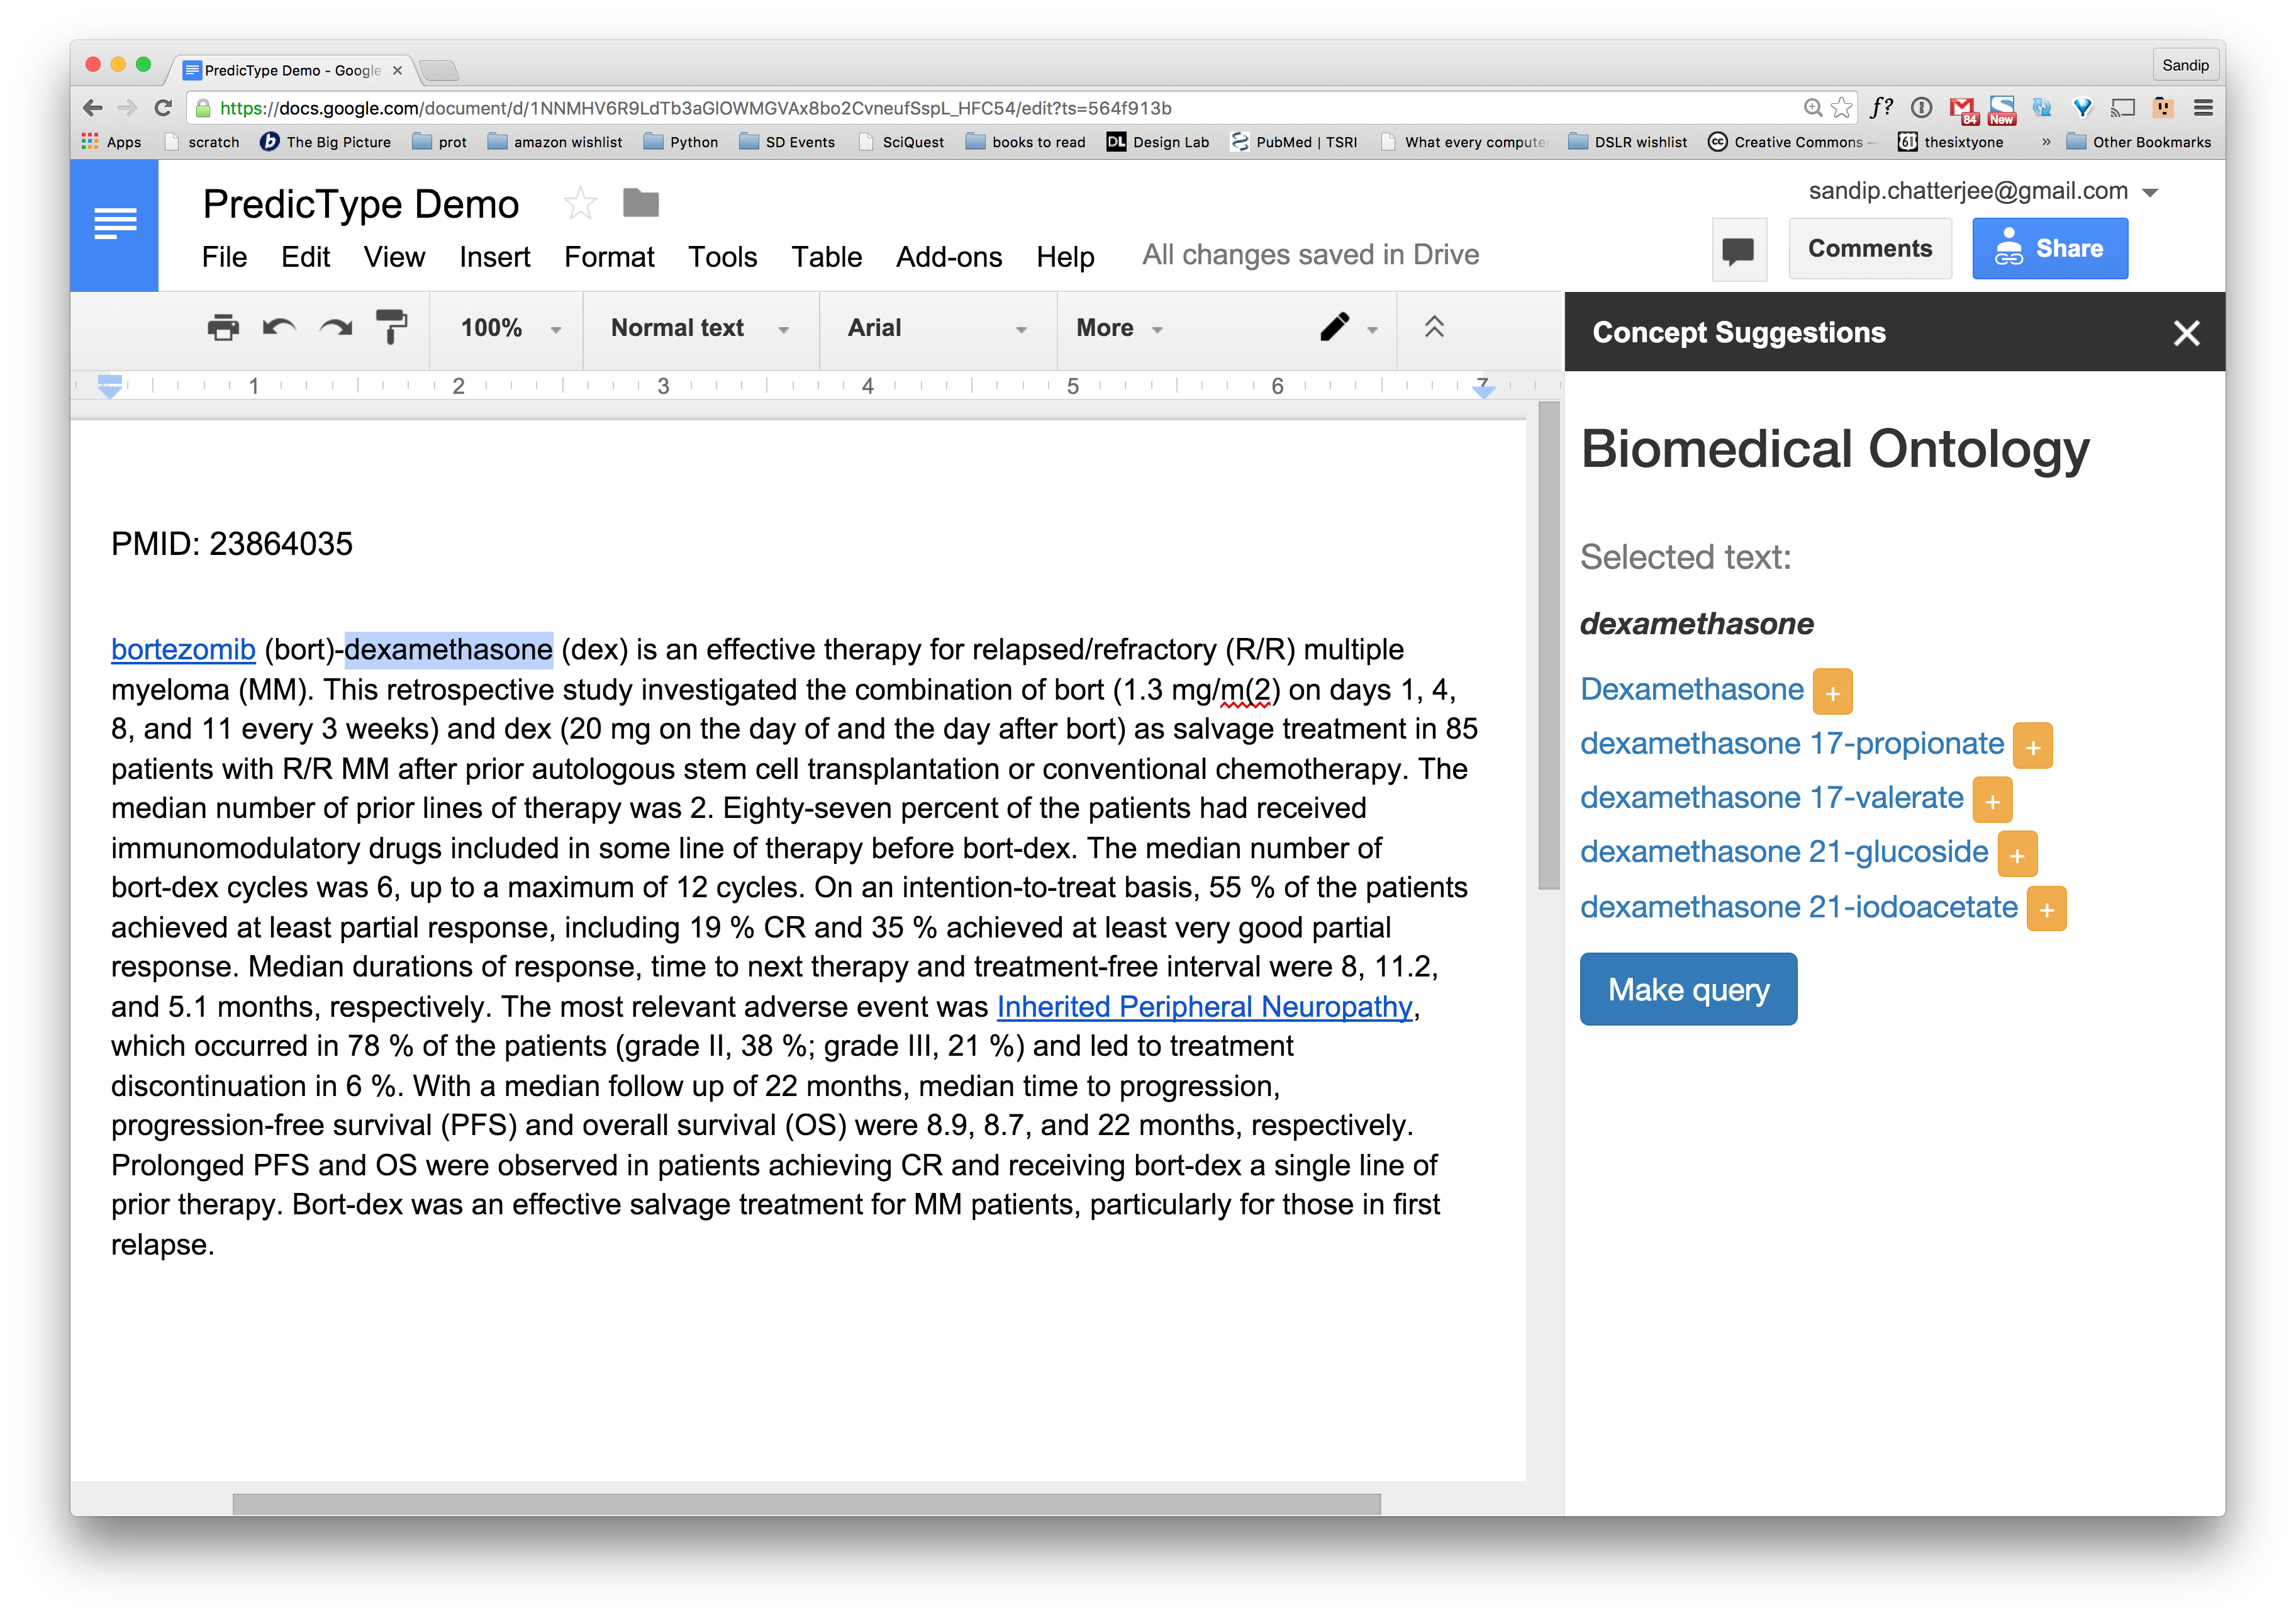 PredicType Demo - Google
Sandip
https://docs.google.com/document/d/1NNMHV6R9LdTb3aGlOWMGVAx8bo2CvneufSspL_HFC54/edit?ts=564f913b
f?
84
New
Apps
scratch
The Big Picture
prot
amazon wishlist
Python
SD Events
SciQuest
books to read
DL Design Lab
PubMed | TSRI
What every compute
DSLR wishlist
cc Creative Commons –
61 thesixtyone
»
Other Bookmarks
PredicType Demo
sandip.chatterjee@gmail.com
File Edit View Insert Format Tools Table Add-ons Help All changes saved in Drive
Comments
Share
100%
Normal text
Arial
More
1 2 3 4 5 6 7
PMID: 23864035
bortezomib (bort)-dexamethasone (dex) is an effective therapy for relapsed/refractory (R/R) multiple
myeloma (MM). This retrospective study investigated the combination of bort (1.3 mg/m(2) on days 1, 4,
8, and 11 every 3 weeks) and dex (20 mg on the day of and the day after bort) as salvage treatment in 85
patients with R/R MM after prior autologous stem cell transplantation or conventional chemotherapy. The
median number of prior lines of therapy was 2. Eighty-seven percent of the patients had received
immunomodulatory drugs included in some line of therapy before bort-dex. The median number of
bort-dex cycles was 6, up to a maximum of 12 cycles. On an intention-to-treat basis, 55 % of the patients
achieved at least partial response, including 19 % CR and 35 % achieved at least very good partial
response. Median durations of response, time to next therapy and treatment-free interval were 8, 11.2,
and 5.1 months, respectively. The most relevant adverse event was Inherited Peripheral Neuropathy,
which occurred in 78 % of the patients (grade II, 38 %; grade III, 21 %) and led to treatment
discontinuation in 6 %. With a median follow up of 22 months, median time to progression,
progression-free survival (PFS) and overall survival (OS) were 8.9, 8.7, and 22 months, respectively.
Prolonged PFS and OS were observed in patients achieving CR and receiving bort-dex a single line of
prior therapy. Bort-dex was an effective salvage treatment for MM patients, particularly for those in first
relapse.
Concept Suggestions
Biomedical Ontology
Selected text:
dexamethasone
Dexamethasone +
dexamethasone 17-propionate +
dexamethasone 17-valerate +
dexamethasone 21-glucoside +
dexamethasone 21-iodoacetate +
Make query